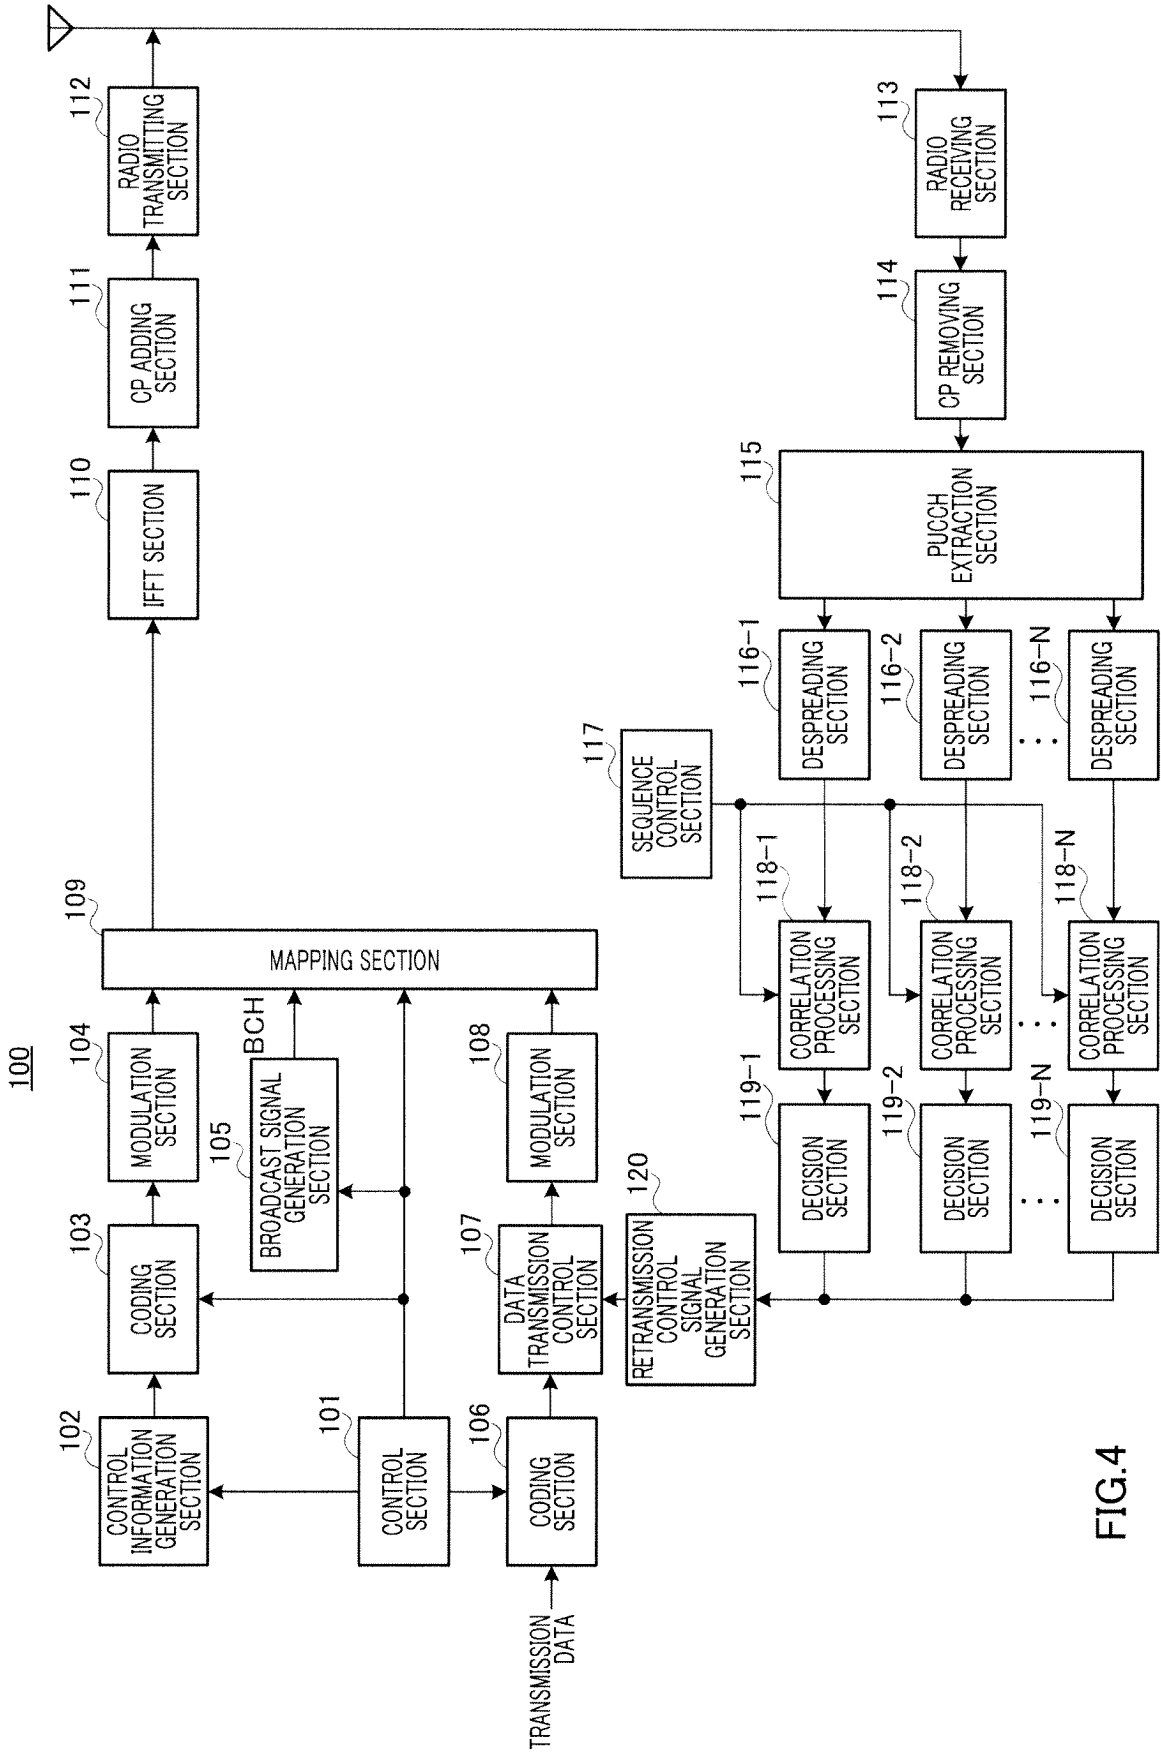 100
102
CONTROL
INFORMATION
GENERATION
SECTION
103
CODING
SECTION
104
MODULATION
SECTION
109
MAPPING SECTION
110
IFFT SECTION
111
CP ADDING
SECTION
112
RADIO
TRANSMITTING
SECTION
105
BROADCAST SIGNAL
GENERATION
SECTION
BCH
101
CONTROL
SECTION
TRANSMISSION
DATA
106
CODING
SECTION
107
DATA
TRANSMISSION
CONTROL
SECTION
108
MODULATION
SECTION
120
RETRANSMISSION
CONTROL
SIGNAL
GENERATION
SECTION
117
SEQUENCE
CONTROL
SECTION
119-1
DECISION
SECTION
118-1
CORRELATION
PROCESSING
SECTION
116-1
DESPREADING
SECTION
115
PUCCH
EXTRACTION
SECTION
114
CP REMOVING
SECTION
113
RADIO
RECEIVING
SECTION
119-2
DECISION
SECTION
118-2
CORRELATION
PROCESSING
SECTION
116-2
DESPREADING
SECTION
...
...
...
119-N
DECISION
SECTION
118-N
CORRELATION
PROCESSING
SECTION
116-N
DESPREADING
SECTION
FIG.4